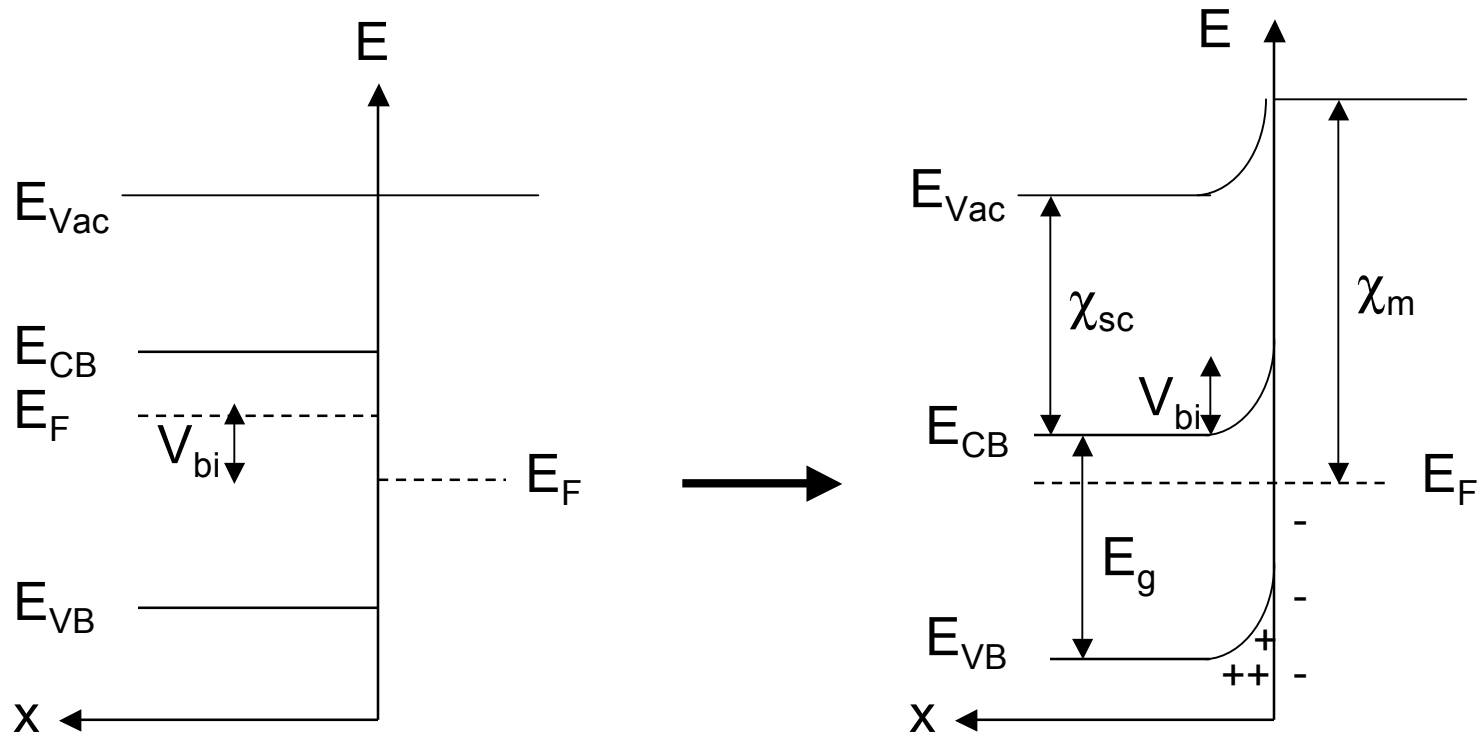 E
E_Vac
E_CB
E_F
V_bi
E_F
E_VB
x
E
E_Vac
χ_sc
χ_m
V_bi
E_CB
E_F
-
E_g
-
E_VB
+
++
-
x